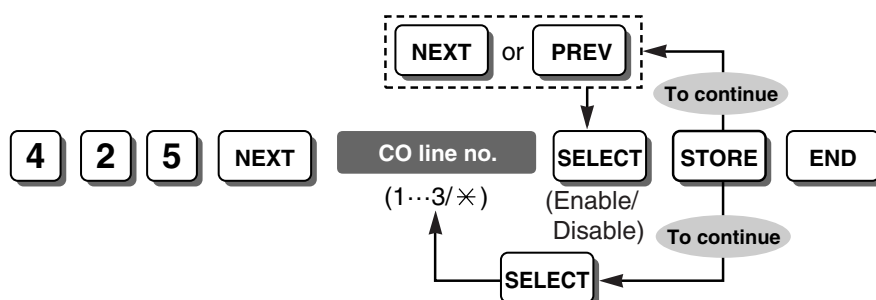 NEXT or PREV
To continue
4 2 5 NEXT CO line no. SELECT STORE END
(1···3/✳)
(Enable/
Disable)
To continue
SELECT